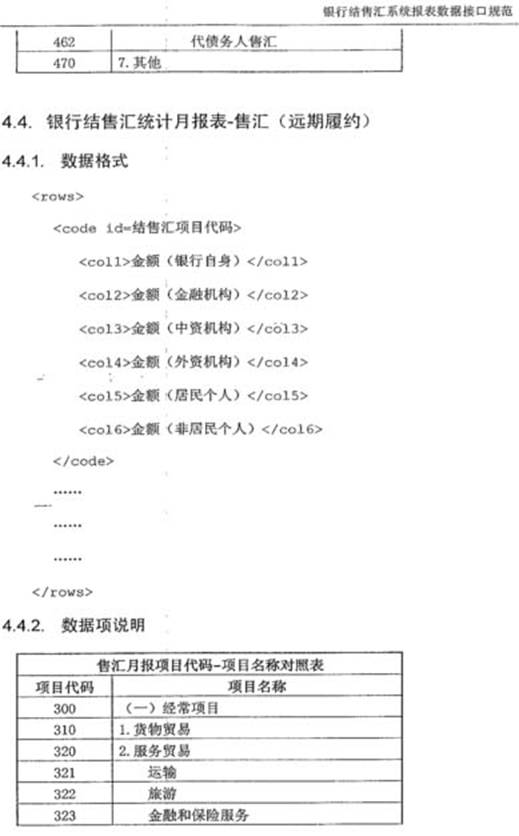 银行结售汇系统报表数据接口规范
462 代债务人售汇
470 7.其他
4.4. 银行结售汇统计月报表-售汇（远期履约）
4.4.1. 数据格式
<rows>
<code id=结售汇项目代码>
<col1>金额（银行自身）</col1>
<col2>金额（金融机构）</col2>
<col3>金额（中资机构）</col3>
<col4>金额（外资机构）</col4>
<col5>金额（居民个人）</col5>
<col6>金额（非居民个人）</col6>
</code>
……
……
……
</rows>
4.4.2. 数据项说明
售汇月报项目代码-项目名称对照表
项目代码 项目名称
300 （一）经常项目
310 1.货物贸易
320 2.服务贸易
321 运输
322 旅游
323 金融和保险服务